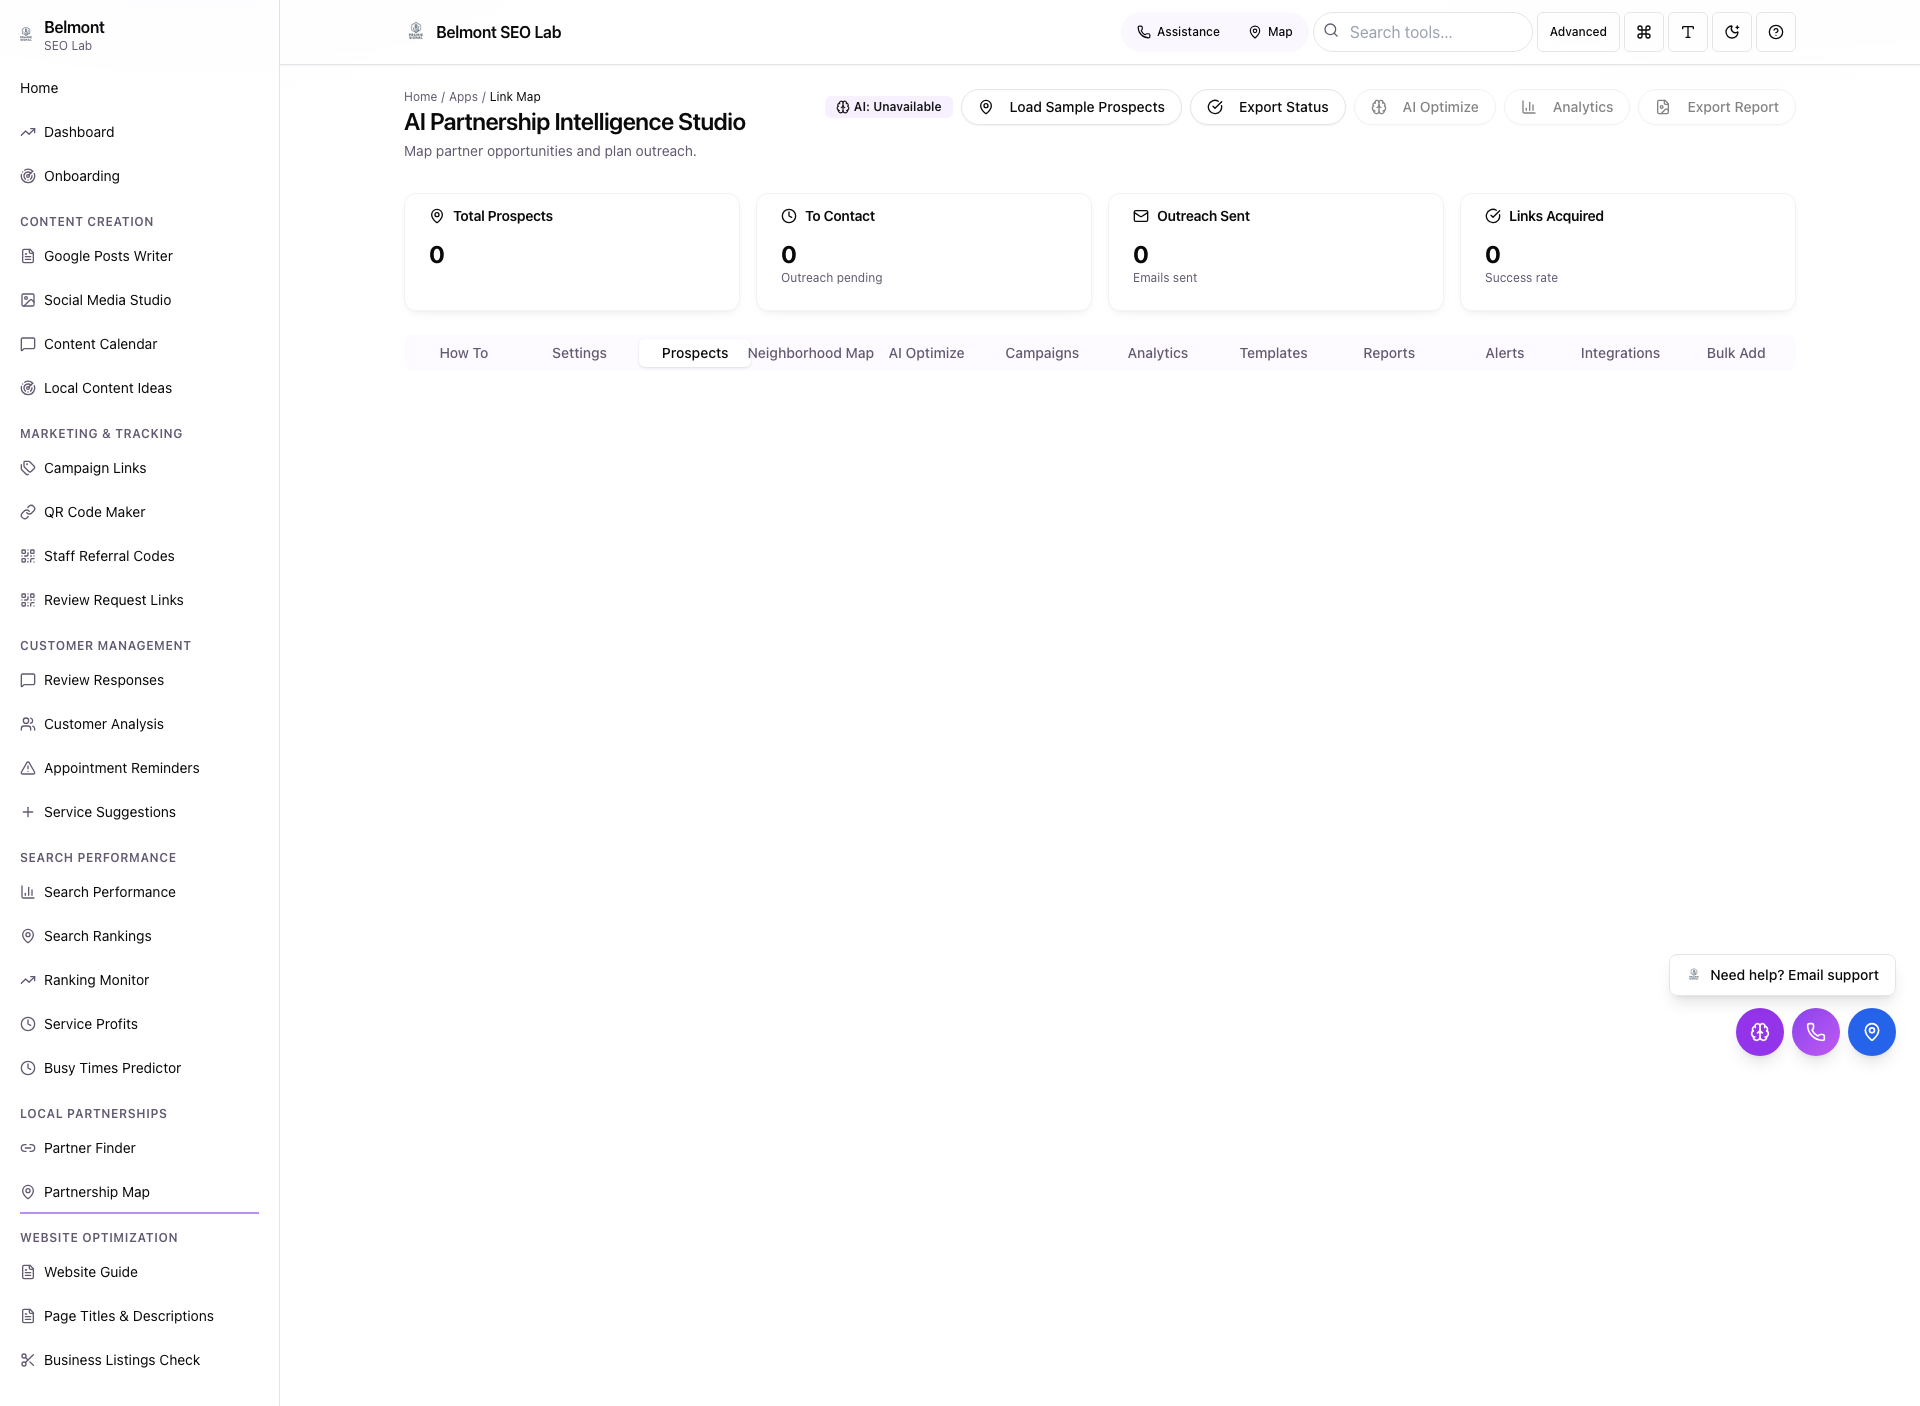 Belmont
SEO Lab
Home
Dashboard
Onboarding
CONTENT CREATION
Google Posts Writer
Social Media Studio
Content Calendar
Local Content Ideas
MARKETING & TRACKING
Campaign Links
QR Code Maker
Staff Referral Codes
Review Request Links
CUSTOMER MANAGEMENT
Review Responses
Customer Analysis
Appointment Reminders
Service Suggestions
SEARCH PERFORMANCE
Search Performance
Search Rankings
Ranking Monitor
Service Profits
Busy Times Predictor
LOCAL PARTNERSHIPS
Partner Finder
Partnership Map
WEBSITE OPTIMIZATION
Website Guide
Page Titles & Descriptions
Business Listings Check
Belmont SEO Lab
Assistance Map Search tools... Advanced
Home / Apps / Link Map
AI Partnership Intelligence Studio
Map partner opportunities and plan outreach.
AI: Unavailable Load Sample Prospects Export Status AI Optimize Analytics Export Report
Total Prospects
0
To Contact
0
Outreach pending
Outreach Sent
0
Emails sent
Links Acquired
0
Success rate
How To Settings Prospects Neighborhood Map AI Optimize Campaigns Analytics Templates Reports Alerts Integrations Bulk Add
Need help? Email support